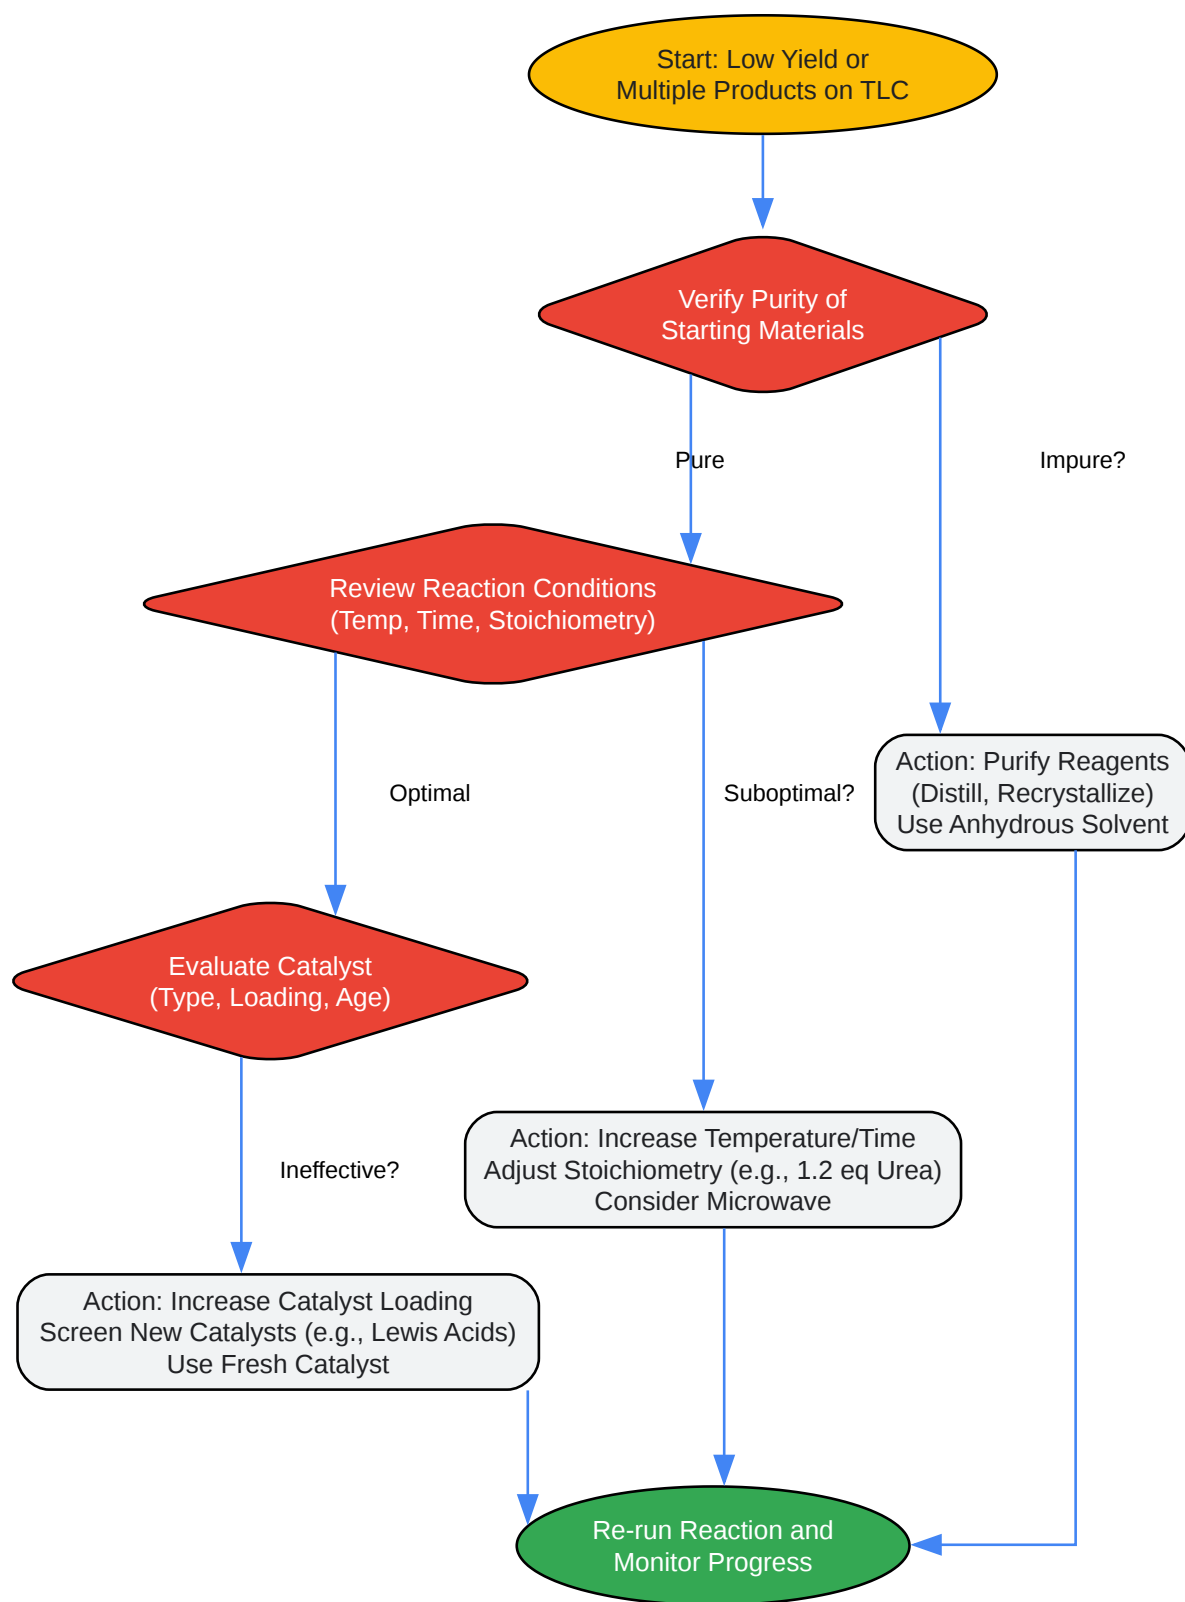 Start: Low Yield or
Multiple Products on TLC
Verify Purity of
Starting Materials
Pure
Impure?
Review Reaction Conditions
(Temp, Time, Stoichiometry)
Optimal
Suboptimal?
Action: Purify Reagents
(Distill, Recrystallize)
Use Anhydrous Solvent
Evaluate Catalyst
(Type, Loading, Age)
Ineffective?
Action: Increase Temperature/Time
Adjust Stoichiometry (e.g., 1.2 eq Urea)
Consider Microwave
Action: Increase Catalyst Loading
Screen New Catalysts (e.g., Lewis Acids)
Use Fresh Catalyst
Re-run Reaction and
Monitor Progress